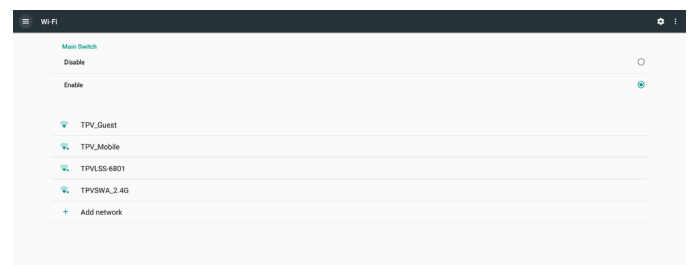 Wi-Fi
Main Switch
Disable
Enable
TPV_Guest
TPV_Mobile
TPVLSS-6801
TPVSWA_2.4G
+ Add network